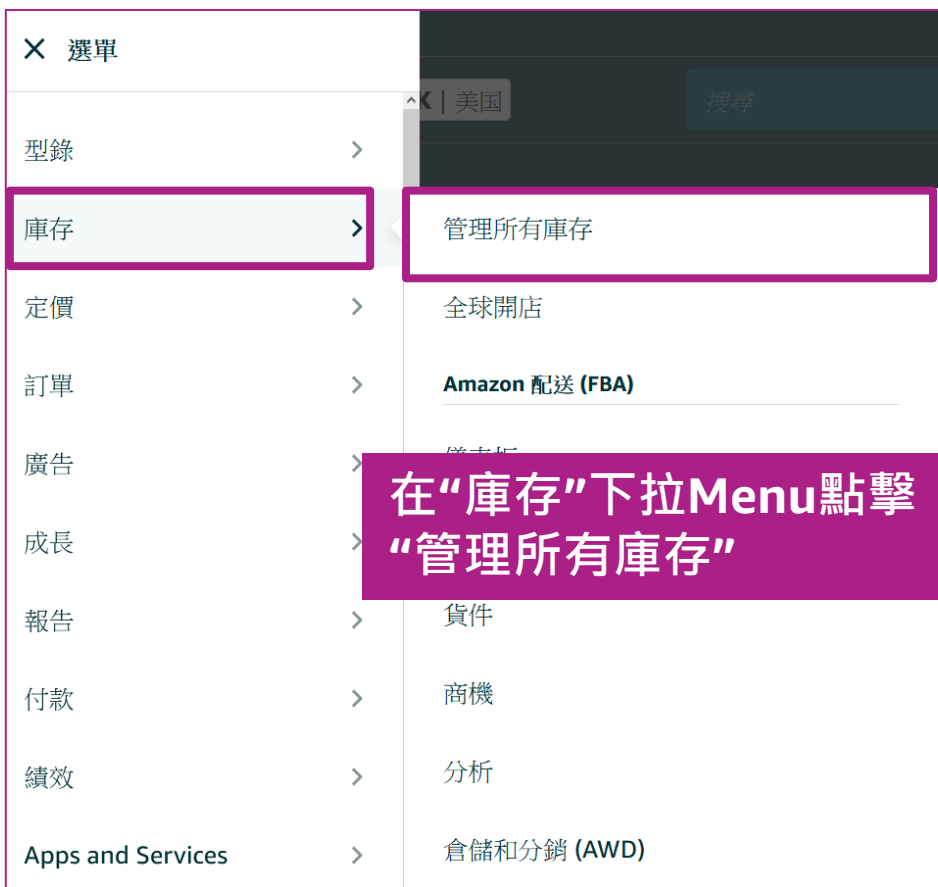 選單
K | 美国
搜尋
型錄
庫存
定價
訂單
廣告
成長
報告
付款
績效
Apps and Services
管理所有庫存
全球開店
Amazon 配送 (FBA)
在“庫存”下拉Menu點擊
“管理所有庫存”
貨件
商機
分析
倉儲和分銷 (AWD)